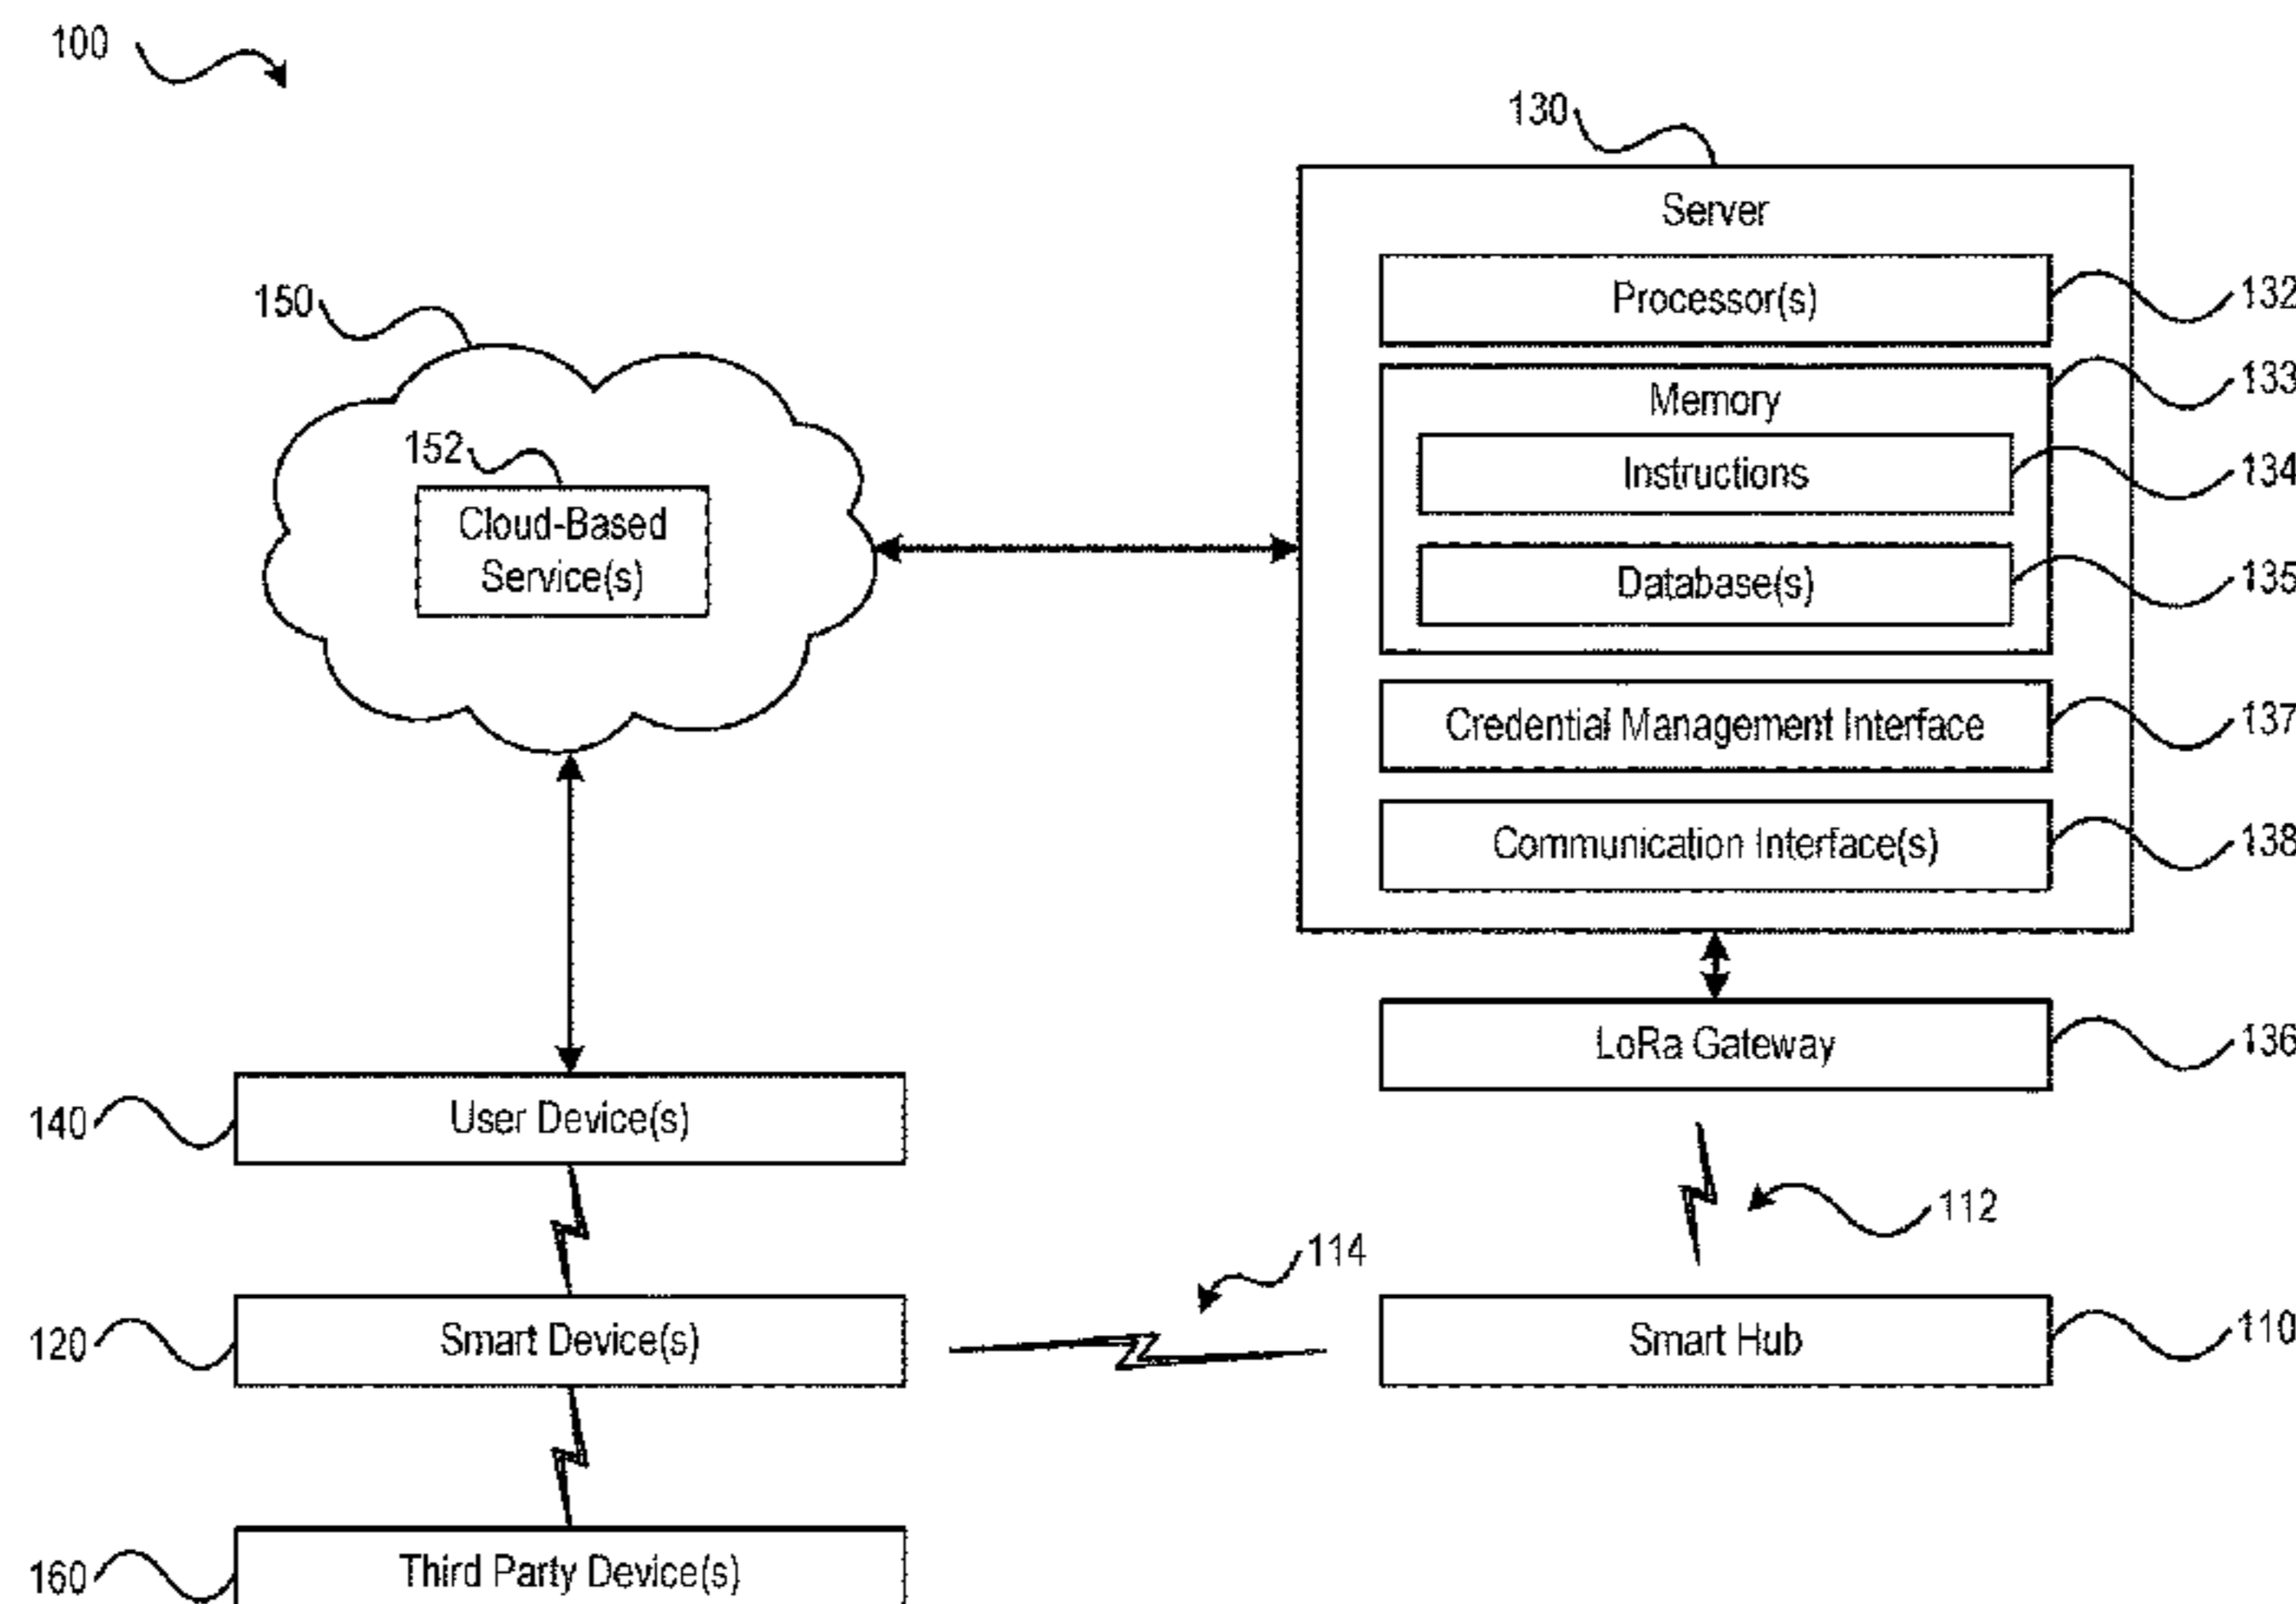 100
130
Server
Processor(s)
132
150
Memory
133
152
Instructions
134
Cloud-Based
Service(s)
Database(s)
135
Credential Management Interface
137
Communication Interface(s)
138
LoRa Gateway
136
140
User Device(s)
112
114
120
Smart Device(s)
Smart Hub
110
160
Third Party Device(s)